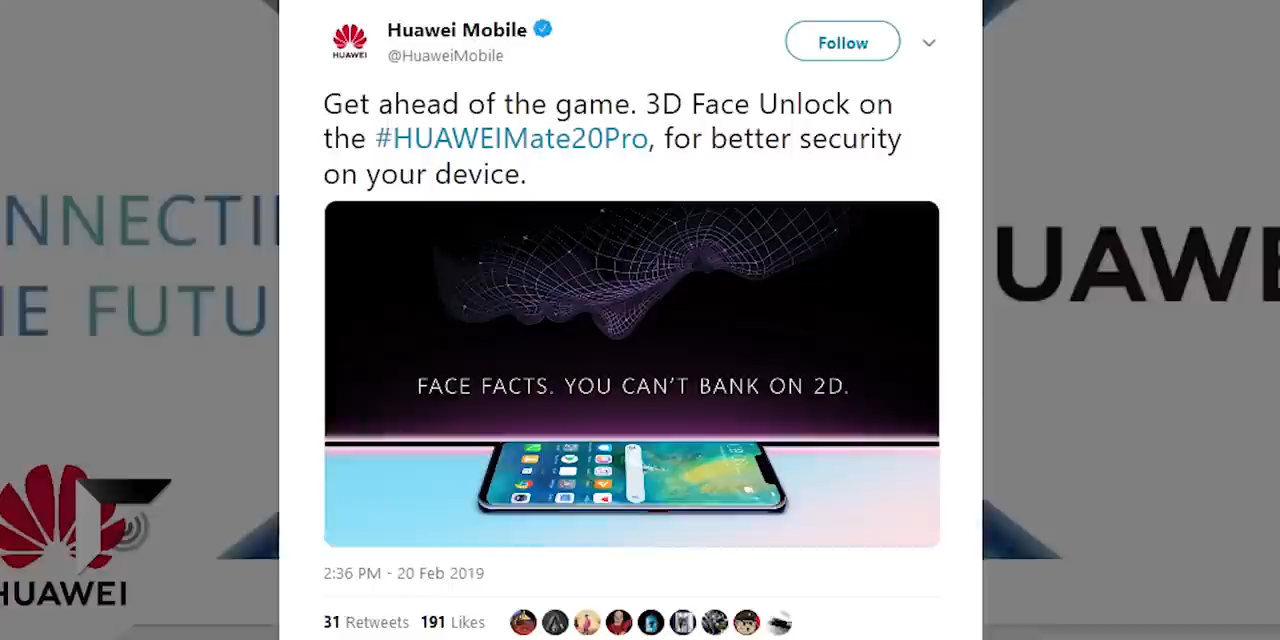 Huawei Mobile
@HuaweiMobile
Follow
HUAWEI
Get ahead of the game. 3D Face Unlock on
the #HUAWEIMate20Pro, for better security
on your device.
FACE FACTS. YOU CAN'T BANK ON 2D.
2:36 PM - 20 Feb 2019
31 Retweets 191 Likes
NNECTI
E FUTU
HUAWEI
UAWE